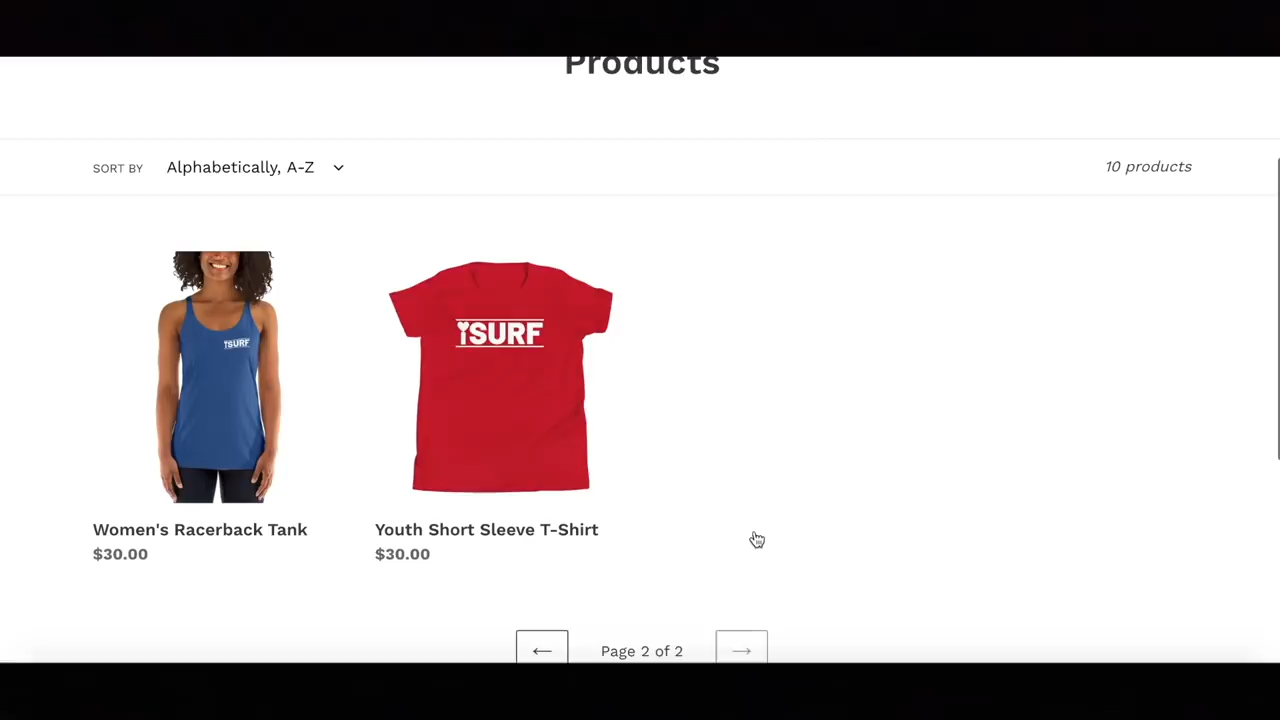 Products
SORT BY Alphabetically, A-Z
10 products
iSURF
iSURF
Women's Racerback Tank
$30.00
Youth Short Sleeve T-Shirt
$30.00
← Page 2 of 2 →